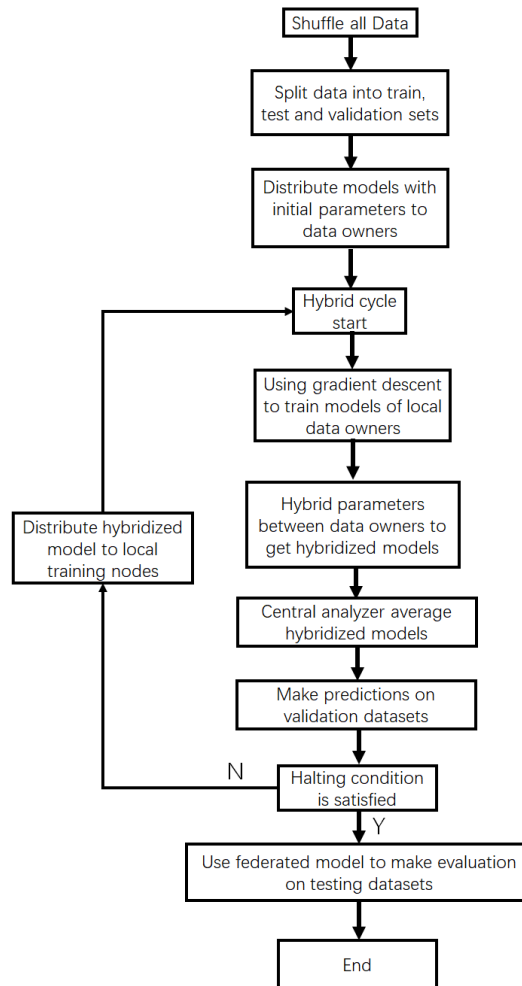 Shuffle all Data
Split data into train,
test and validation sets
Distribute models with
initial parameters to
data owners
Hybrid cycle
start
Using gradient descent
to train models of local
data owners
Hybrid parameters
between data owners to
get hybridized models
Distribute hybridized
model to local
training nodes
Central analyzer average
hybridized models
Make predictions on
validation datasets
N
Halting condition
is satisfied
Y
Use federated model to make evaluation
on testing datasets
End